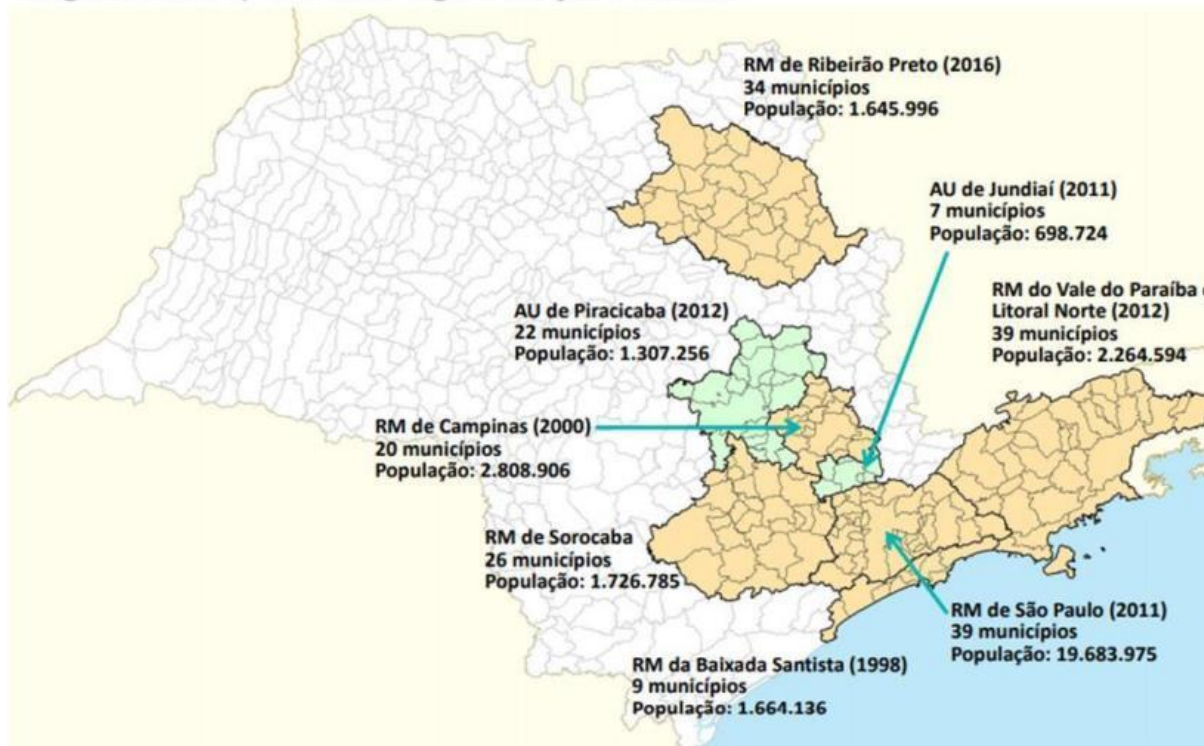 RM de Ribeirão Preto (2016)
34 municípios
População: 1.645.996
AU de Jundiaí (2011)
7 municípios
População: 698.724
RM do Vale do Paraíba
Litoral Norte (2012)
39 municípios
População: 2.264.594
AU de Piracicaba (2012)
22 municípios
População: 1.307.256
RM de Campinas (2000)
20 municípios
População: 2.808.906
RM de Sorocaba
26 municípios
População: 1.726.785
RM de São Paulo (2011)
39 municípios
População: 19.683.975
RM da Baixada Santista (1998)
9 municípios
População: 1.664.136